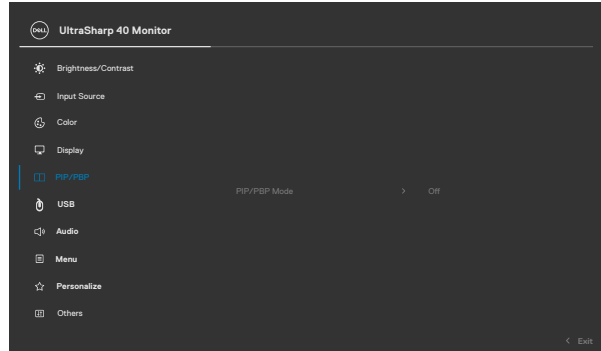 DELL UltraSharp 40 Monitor
Brightness/Contrast
Input Source
Color
Display
PIP/PBP
PIP/PBP Mode > Off
USB
Audio
Menu
Personalize
Others
< Exit